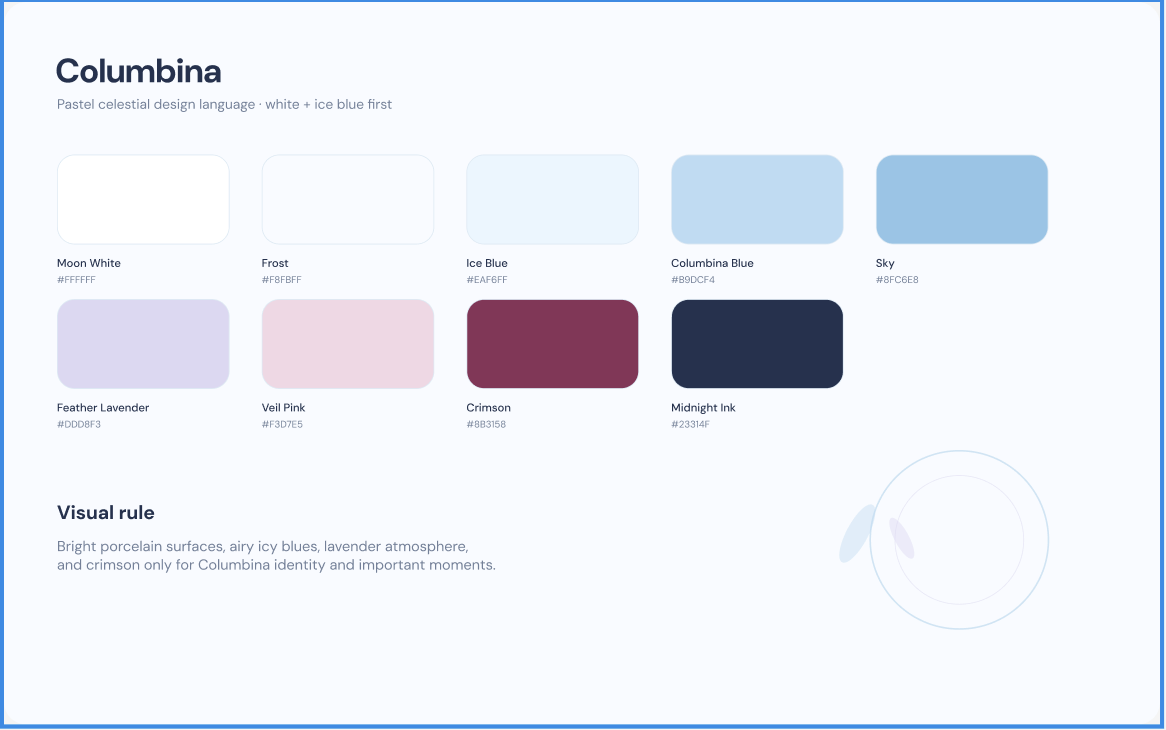 Columbina
Pastel celestial design language · white + ice blue first
Moon White
#FFFFFF
Frost
#F8FBFF
Ice Blue
#EAF6FF
Columbina Blue
#B9DCF4
Sky
#8FC6E8
Feather Lavender
#DDD8F3
Veil Pink
#F3D7E5
Crimson
#8B3158
Midnight Ink
#23314F
Visual rule
Bright porcelain surfaces, airy icy blues, lavender atmosphere,
and crimson only for Columbina identity and important moments.